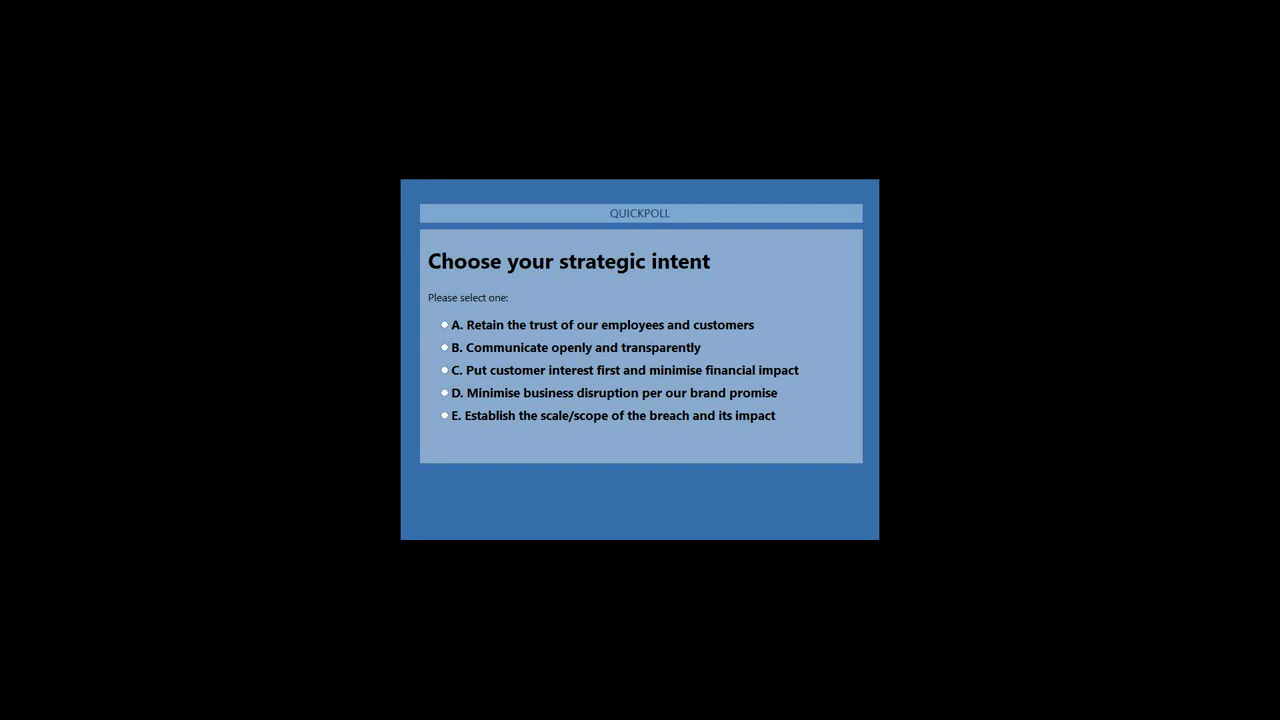 QUICKPOLL
Choose your strategic intent
Please select one:
A. Retain the trust of our employees and customers
B. Communicate openly and transparently
C. Put customer interest first and minimise financial impact
D. Minimise business disruption per our brand promise
E. Establish the scale/scope of the breach and its impact